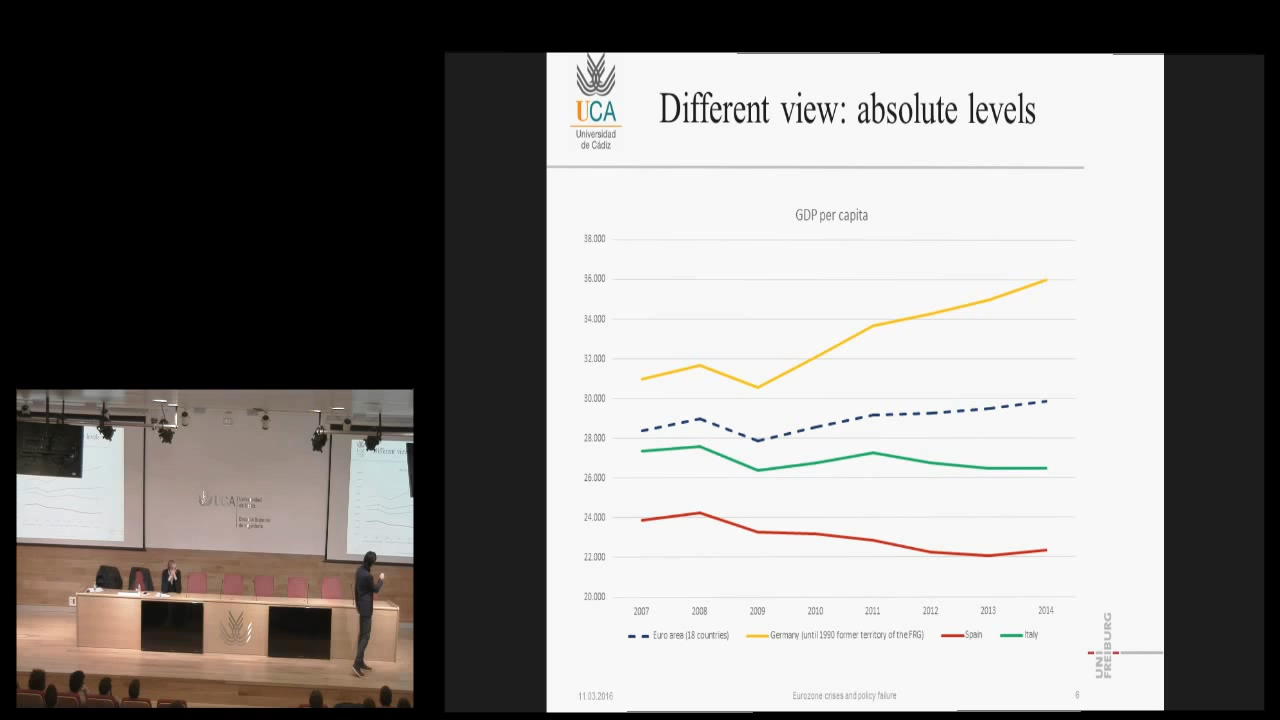 UCA
Universidad
de Cádiz
Different view: absolute levels
GDP per capita
38.000
36.000
34.000
32.000
30.000
28.000
26.000
24.000
22.000
20.000
2007 2008 2009 2010 2011 2012 2013 2014
Euro area (18 countries) Germany (until 1990 former territory of the FRG) Spain Italy
UNI
FREIBURG
11.03.2016 Eurozone crises and policy failure 6
UCA